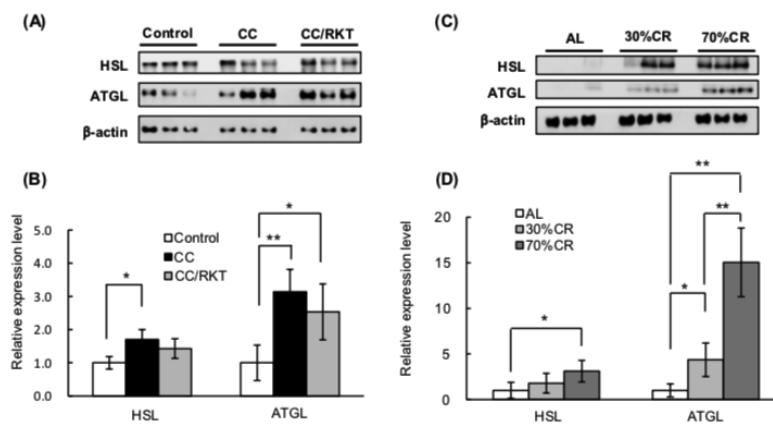 (A)
Control CC CC/RKT
HSL
ATGL
β-actin
(B)
Relative expression level
5.0
4.0
3.0
2.0
1.0
0.0
Control
CC
CC/RKT
*
**
*
HSL ATGL
(C)
AL 30%CR 70%CR
HSL
ATGL
β-actin
(D)
Relative expression level
20
15
10
5
0
AL
30%CR
70%CR
*
**
**
*
HSL ATGL